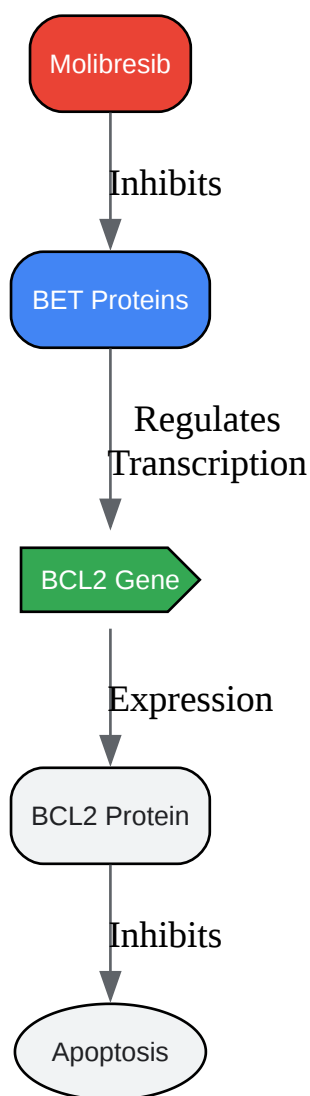 Molibresib
Inhibits
BET Proteins
Regulates
Transcription
BCL2 Gene
Expression
BCL2 Protein
Inhibits
Apoptosis